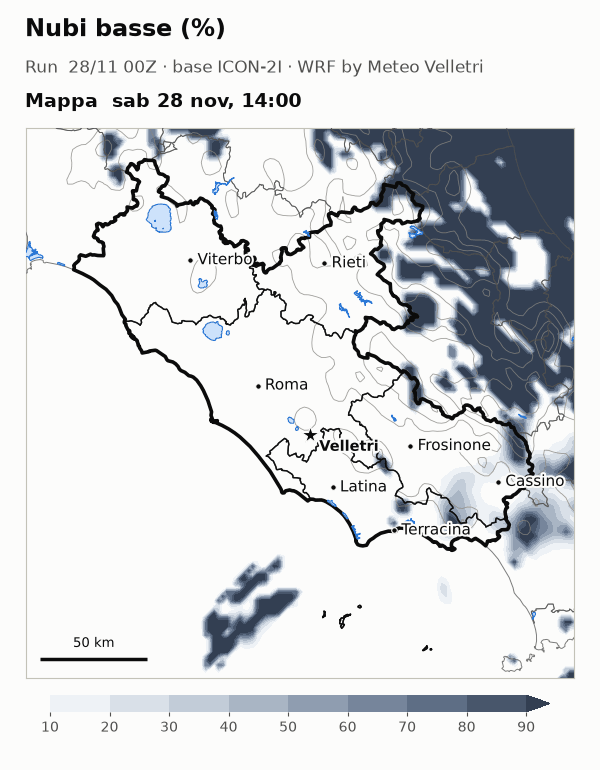 Nubi basse (%)
Run  28/11 00Z · base ICON-2I · WRF by Meteo Velletri
Mappa  sab 28 nov, 14:00
Viterbo
Rieti
Roma
Velletri
Frosinone
Latina
Cassino
Terracina
50 km
10 20 30 40 50 60 70 80 90